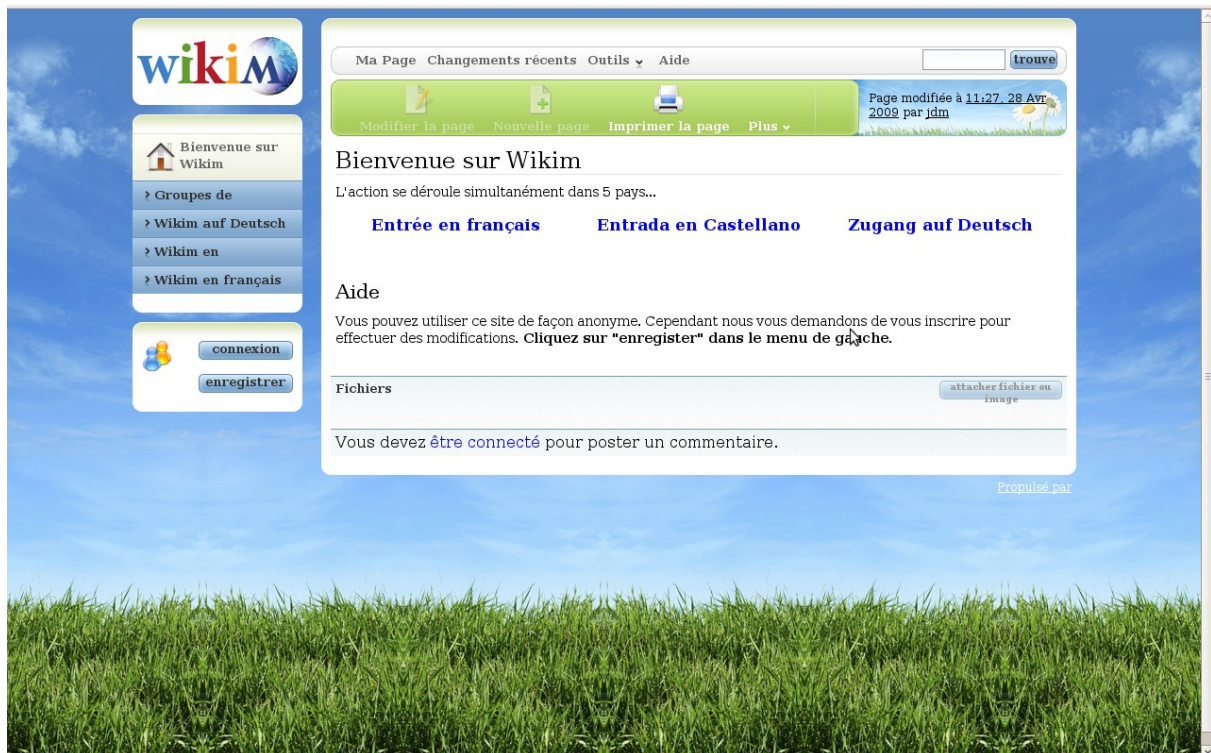 wikiM
Ma Page Changements récents Outils Aide
trouve
Modifier la page Nouvelle page Imprimer la page Plus
Page modifiée à 11:27, 28 Avr
2009 par jdm
Bienvenue sur
Wikim
› Groupes de
› Wikim auf Deutsch
› Wikim en
› Wikim en français
connexion
enregistrer
Bienvenue sur Wikim
L'action se déroule simultanément dans 5 pays...
Entrée en français Entrada en Castellano Zugang auf Deutsch
Aide
Vous pouvez utiliser ce site de façon anonyme. Cependant nous vous demandons de vous inscrire pour
effectuer des modifications. Cliquez sur "enregister" dans le menu de gauche.
Fichiers
attacher fichier ou
image
Vous devez être connecté pour poster un commentaire.
Propulsé par